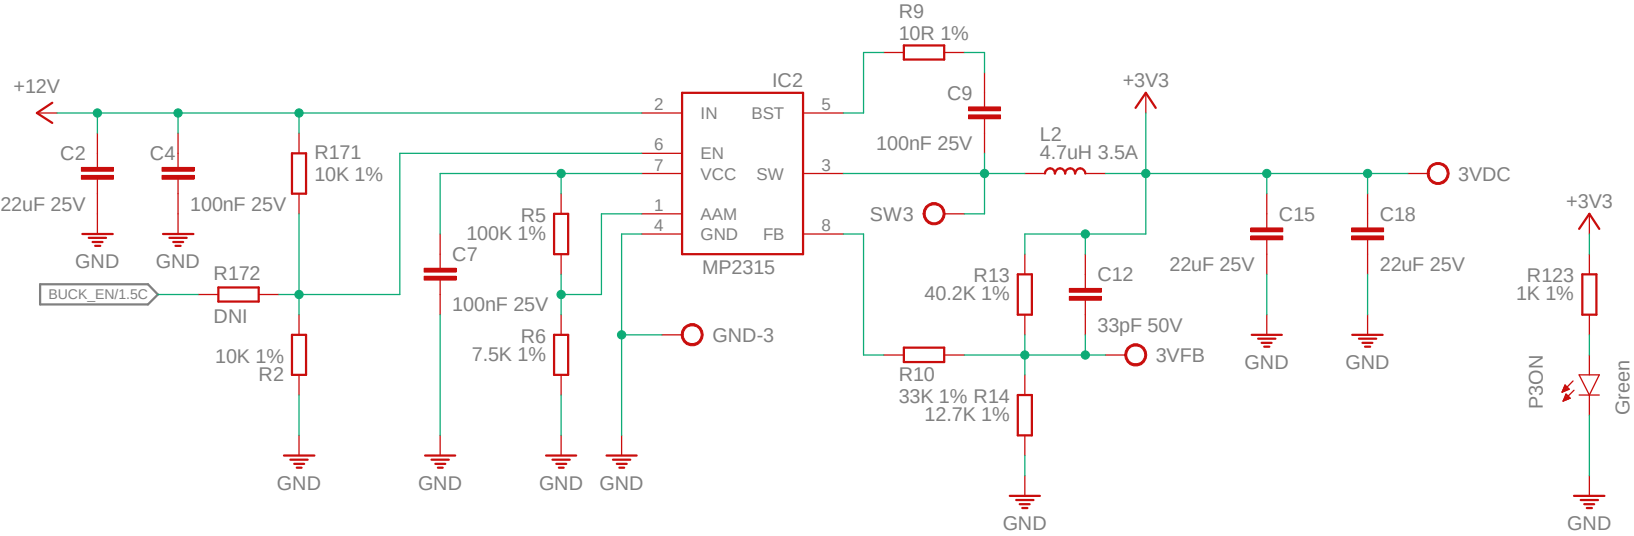 R9
10R 1%
+12V
IC2
+3V3
C9
100nF 25V
2
IN
BST
5
L2
4.7uH 3.5A
C2
22uF 25V
C4
100nF 25V
R171
10K 1%
6
EN
7
VCC
SW
3
3VDC
SW3
1
AAM
4
GND
FB
8
MP2315
R5
100K 1%
C7
100nF 25V
GND
GND
C15
22uF 25V
C18
22uF 25V
+3V3
R172
DNI
BUCK_EN/1.5C
R13
40.2K 1%
C12
33pF 50V
R123
1K 1%
10K 1%
R2
R6
7.5K 1%
GND-3
3VFB
GND
GND
R10
33K 1%
R14
12.7K 1%
P3ON
Green
GND
GND
GND
GND
GND
GND